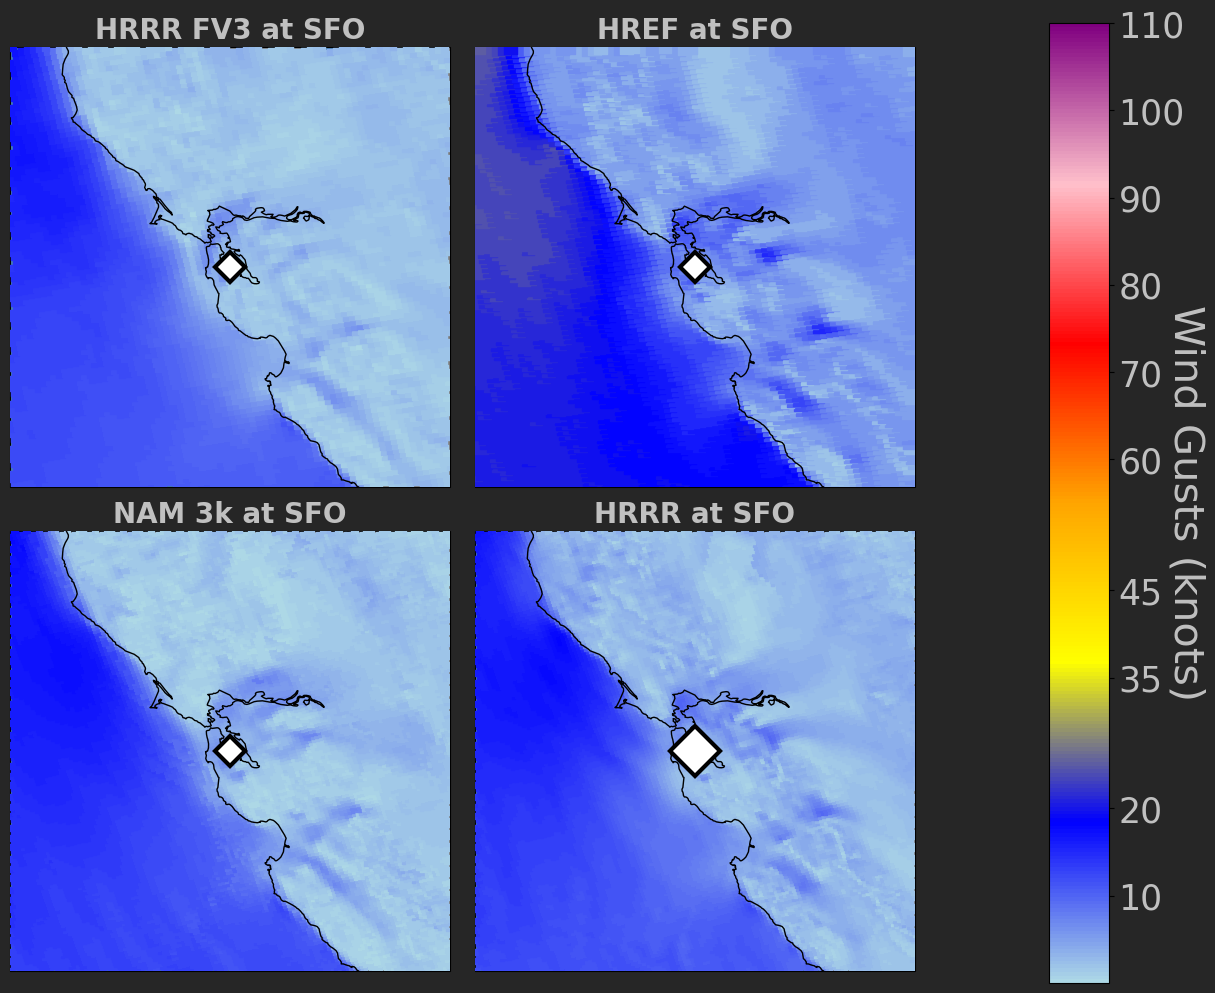 HRRR FV3 at SFO
HREF at SFO
NAM 3k at SFO
HRRR at SFO
110
100
90
80
70
60
45
35
20
10
Wind Gusts (knots)